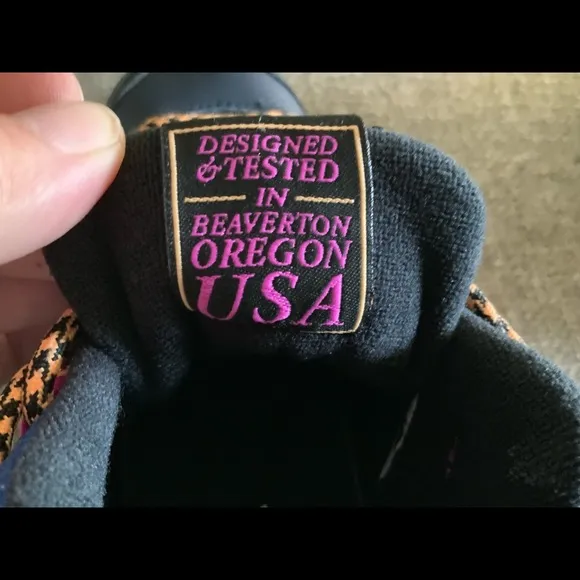 DESIGNED
& TESTED
IN
BEAVERTON
OREGON
USA